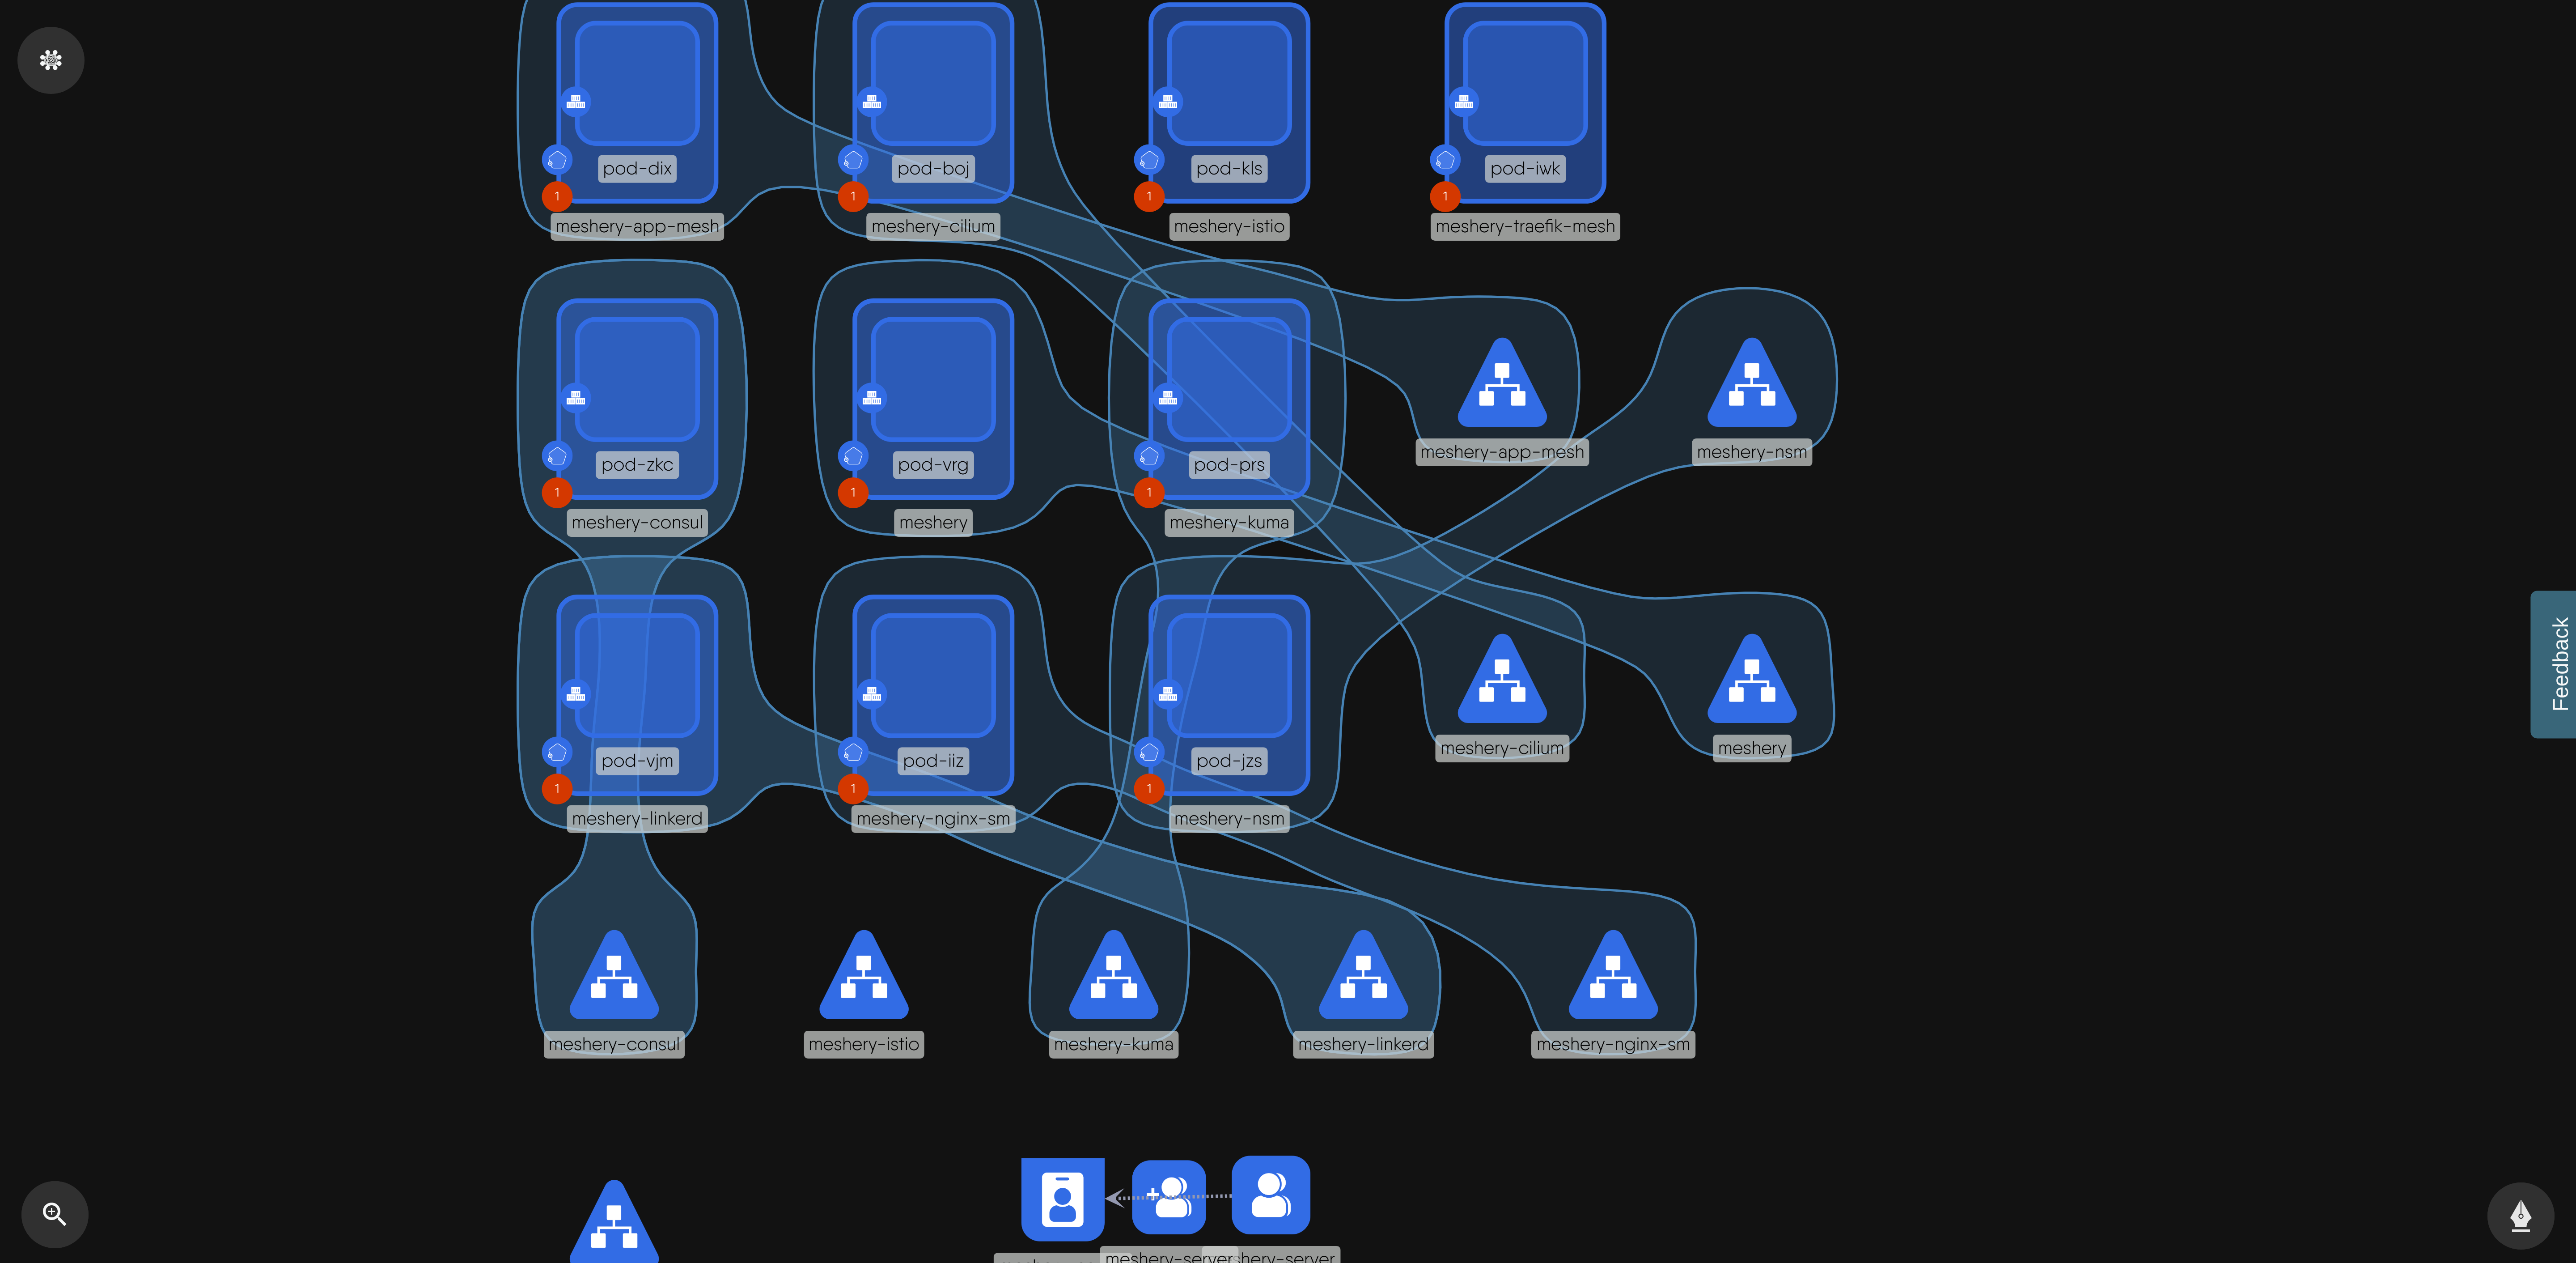 pod-dix
pod-boj
pod-kls
pod-iwk
1
1
1
1
meshery-app-mesh
meshery-cilium
meshery-istio
meshery-traefik-mesh
meshery-app-mesh
meshery-nsm
pod-zkc
pod-vrg
pod-prs
1
1
1
meshery-consul
meshery
meshery-kuma
Feedback
meshery-cilium
meshery
pod-vjm
pod-iiz
pod-jzs
1
1
1
meshery-linkerd
meshery-nginx-sm
meshery-nsm
meshery-consul
meshery-istio
meshery-kuma
meshery-linkerd
meshery-nginx-sm
meshery-server